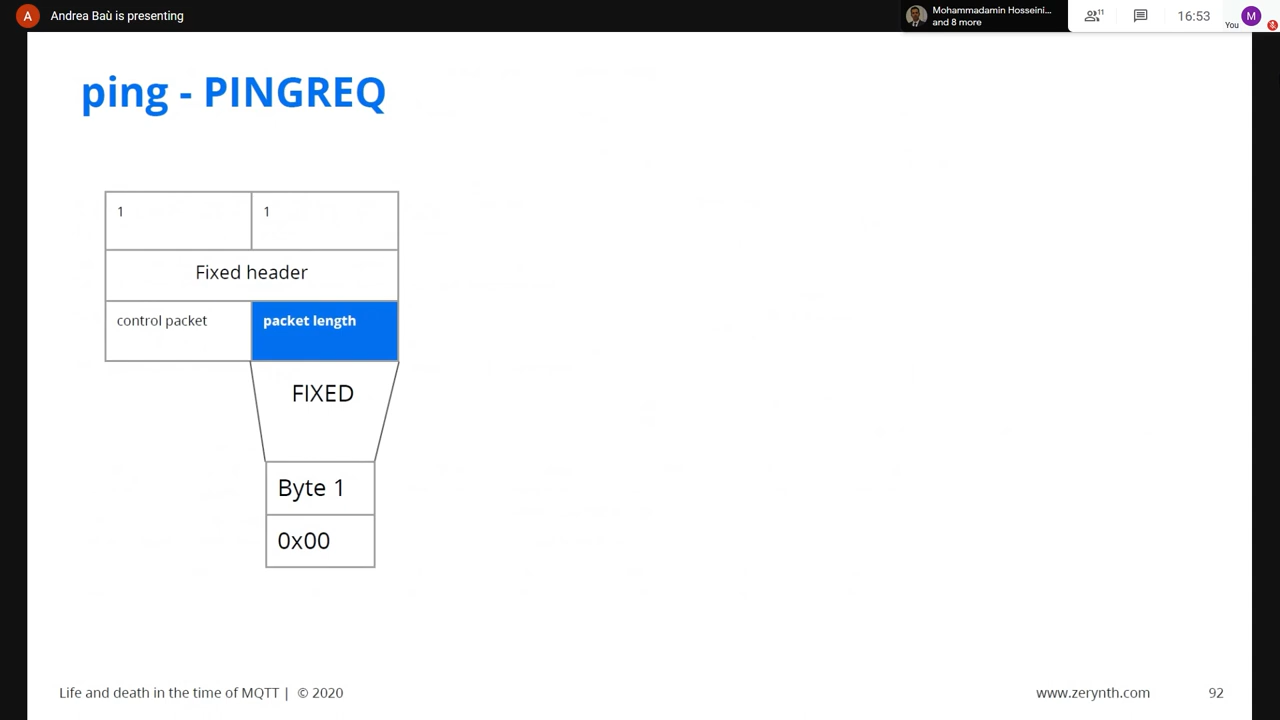 A Andrea Baù is presenting
Mohammadamin Hosseini...
and 8 more
11
16:53
You
M
ping - PINGREQ
1 1
Fixed header
control packet packet length
FIXED
Byte 1
0x00
Life and death in the time of MQTT | © 2020
www.zerynth.com 92